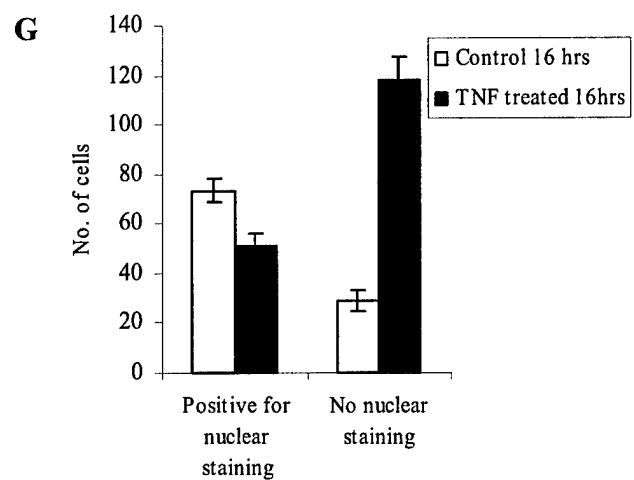 G
140
120
100
80
60
40
20
0
No. of cells
Control 16 hrs
TNF treated 16hrs
Positive for
nuclear
staining
No nuclear
staining